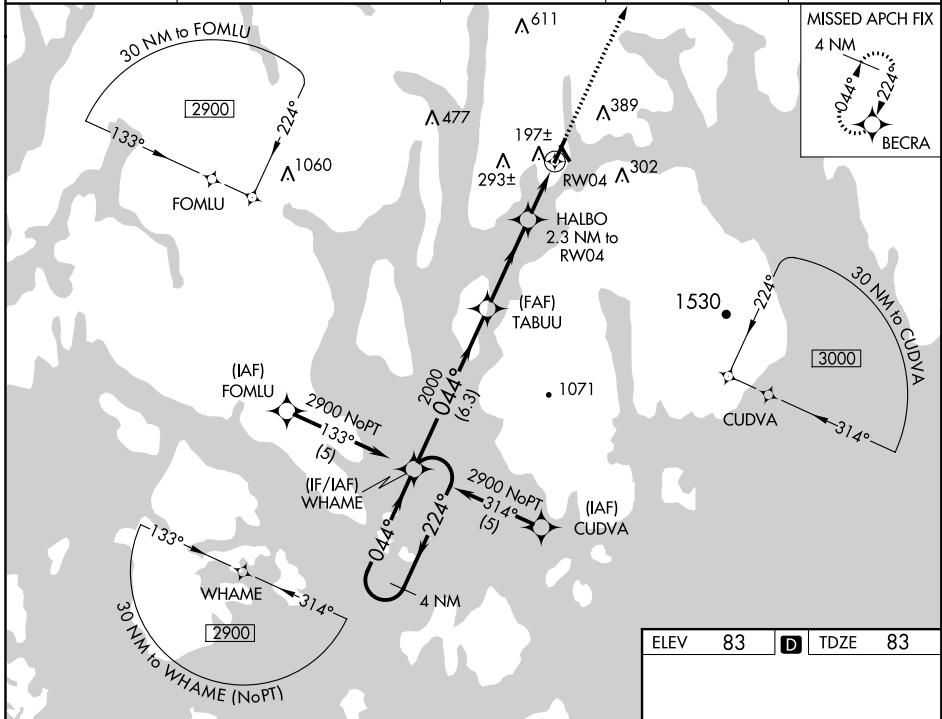 611
MISSED APCH FIX
4 NM
044°
224°
BECRA
30 NM to FOMLU
2900
224°
133°
FOMLU
1060
477
389
197±
293±
RW04
302
HALBO
2.3 NM to
RW04
(FAF)
TABUU
1530
30 NM to CUDVA
224°
3000
CUDVA
314°
(IAF)
FOMLU
2900 NoPT
133°
(5)
2000
044°
(6.3)
1071
(IF/IAF)
WHAME
2900 NoPT
314°
(5)
(IAF)
CUDVA
044°
224°
4 NM
133°
WHAME
314°
2900
30 NM to WHAME (NoPT)
ELEV 83 D TDZE 83